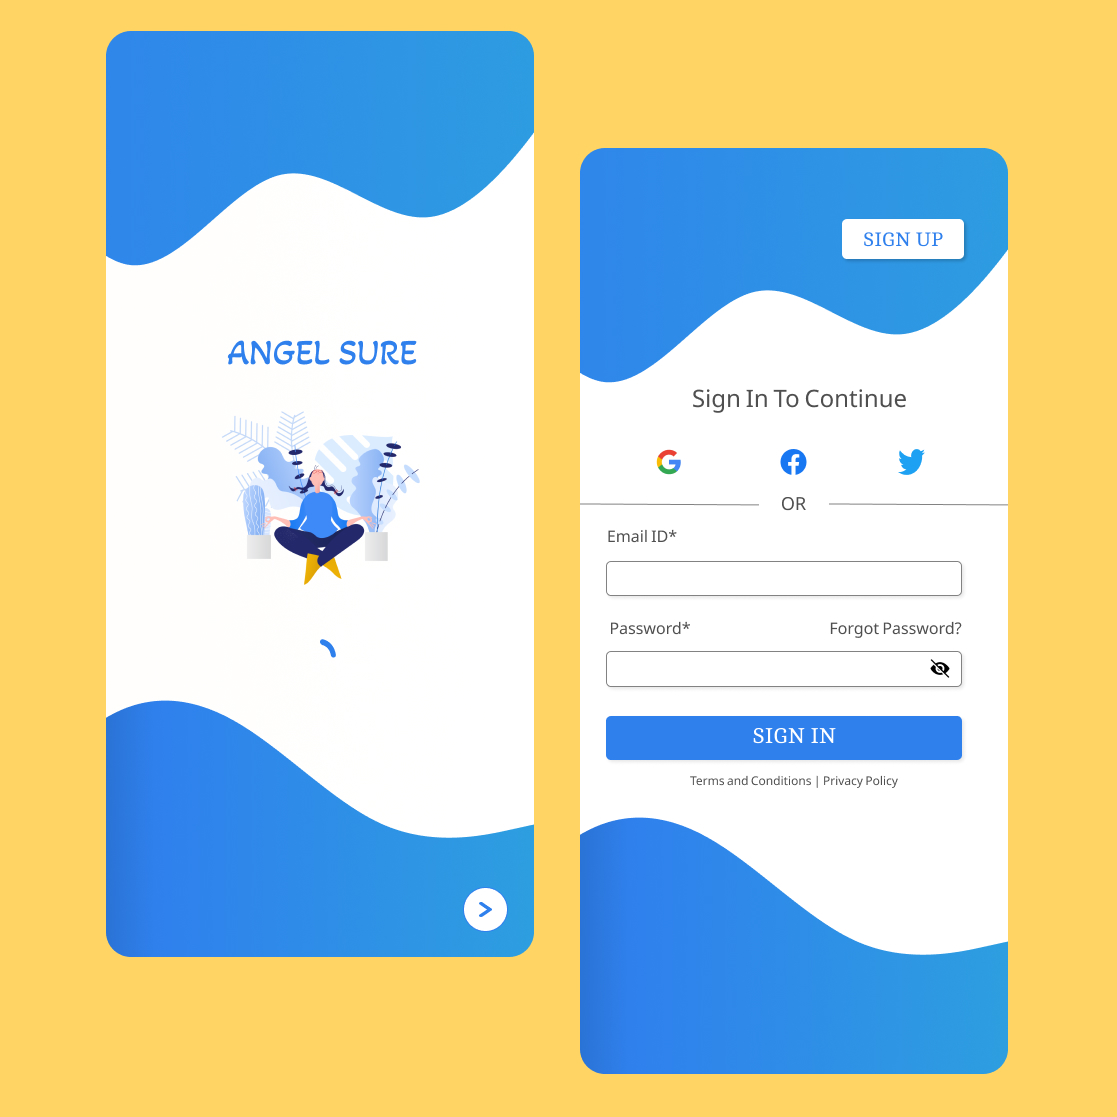 ANGEL SURE
SIGN UP
Sign In To Continue
OR
Email ID*
Password* Forgot Password?
SIGN IN
Terms and Conditions | Privacy Policy